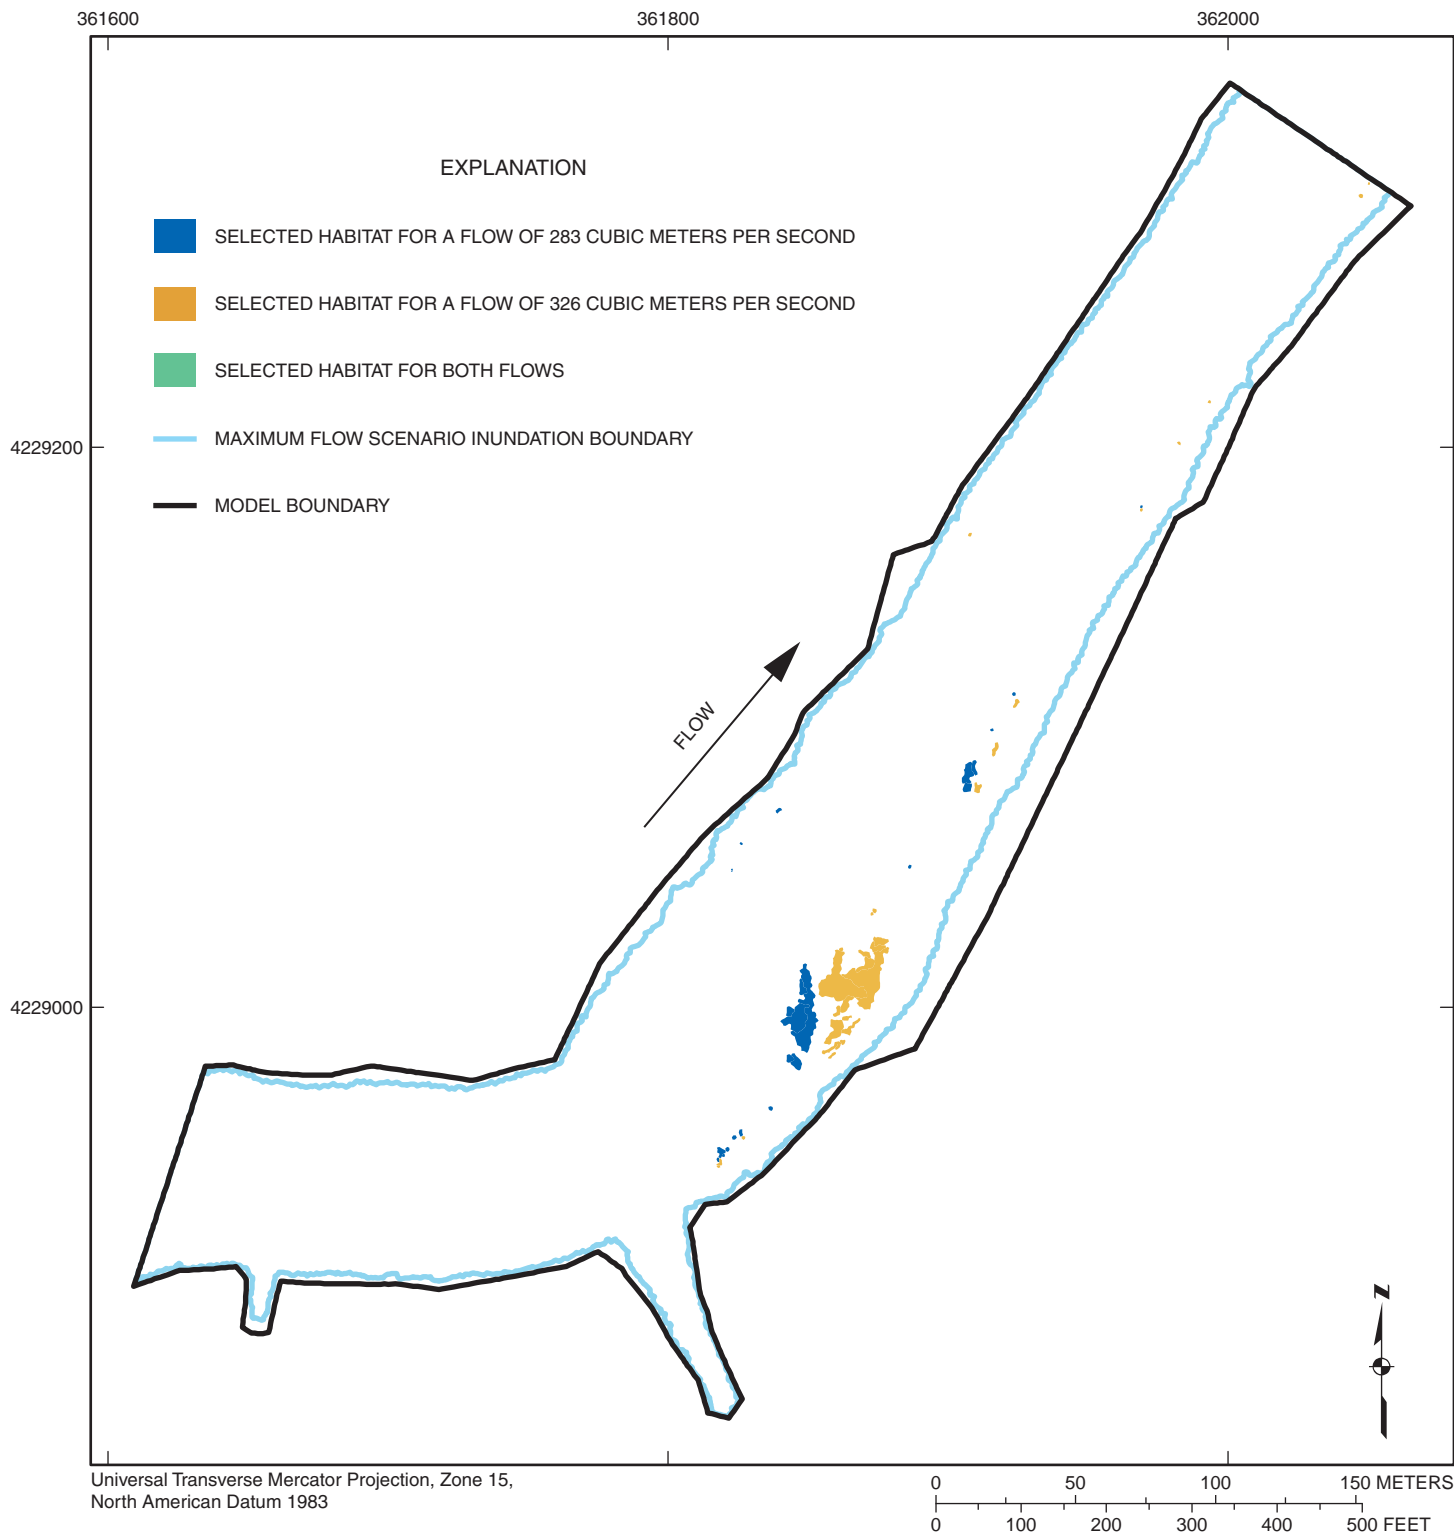 361600 361800 362000
EXPLANATION
SELECTED HABITAT FOR A FLOW OF 283 CUBIC METERS PER SECOND
SELECTED HABITAT FOR A FLOW OF 326 CUBIC METERS PER SECOND
SELECTED HABITAT FOR BOTH FLOWS
4229200
MAXIMUM FLOW SCENARIO INUNDATION BOUNDARY
MODEL BOUNDARY
FLOW
4229000
N
Universal Transverse Mercator Projection, Zone 15,
North American Datum 1983
0 50 100 150 METERS
0 100 200 300 400 500 FEET